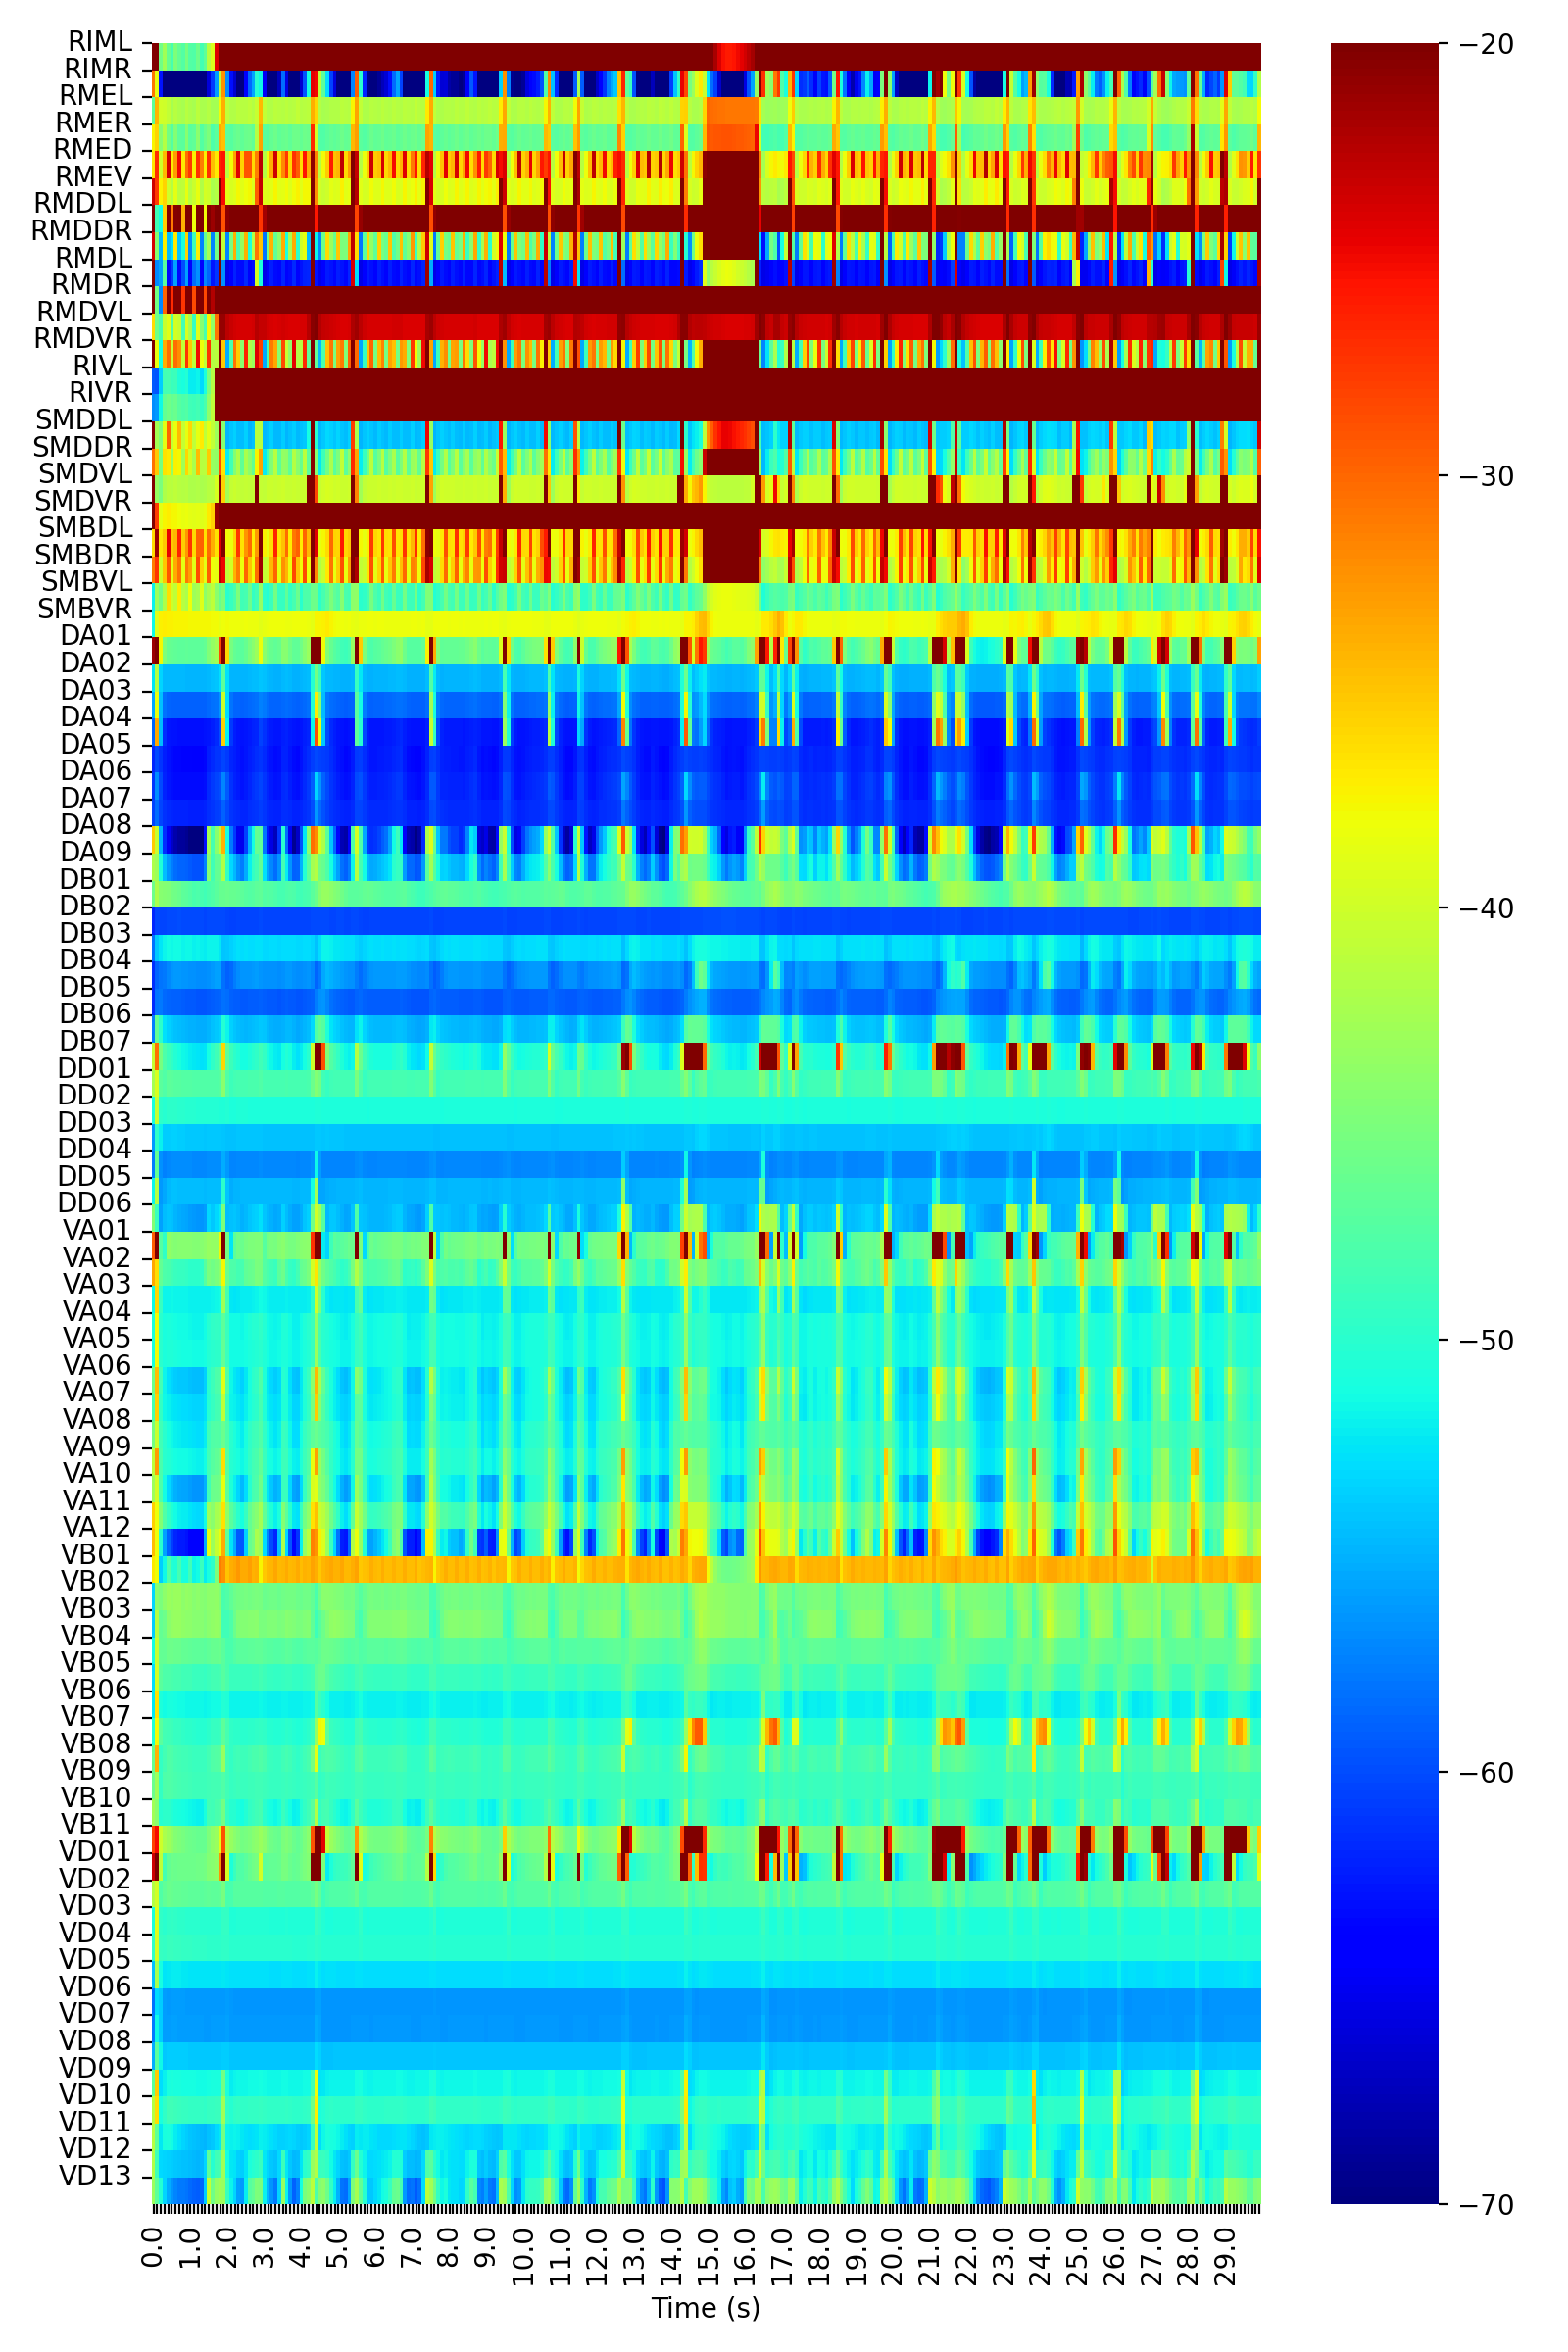 RIML
RIMR
RMEL
RMER
RMED
RMEV
RMDDL
RMDDR
RMDL
RMDR
RMDVL
RMDVR
RIVL
RIVR
SMDDL
SMDDR
SMDVL
SMDVR
SMBDL
SMBDR
SMBVL
SMBVR
DA01
DA02
DA03
DA04
DA05
DA06
DA07
DA08
DA09
DB01
DB02
DB03
DB04
DB05
DB06
DB07
DD01
DD02
DD03
DD04
DD05
DD06
VA01
VA02
VA03
VA04
VA05
VA06
VA07
VA08
VA09
VA10
VA11
VA12
VB01
VB02
VB03
VB04
VB05
VB06
VB07
VB08
VB09
VB10
VB11
VD01
VD02
VD03
VD04
VD05
VD06
VD07
VD08
VD09
VD10
VD11
VD12
VD13
0.0 1.0 2.0 3.0 4.0 5.0 6.0 7.0 8.0 9.0 10.0 11.0 12.0 13.0 14.0 15.0 16.0 17.0 18.0 19.0 20.0 21.0 22.0 23.0 24.0 25.0 26.0 27.0 28.0 29.0
Time (s)
−20
−30
−40
−50
−60
−70